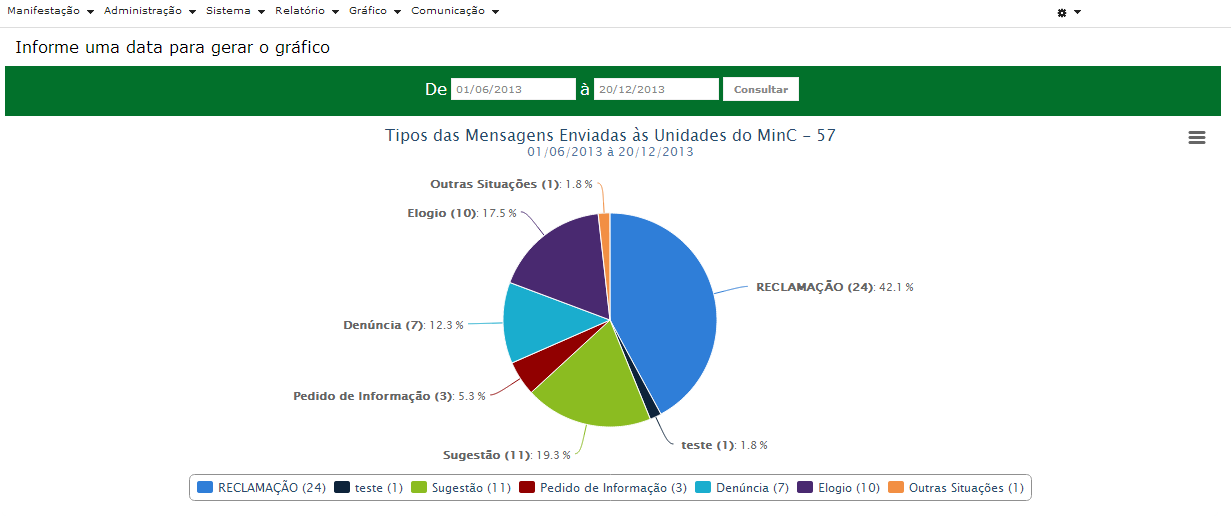 Manifestação Administração Sistema Relatório Gráfico Comunicação
Informe uma data para gerar o gráfico
De 01/06/2013 à 20/12/2013 Consultar
Tipos das Mensagens Enviadas às Unidades do MinC - 57
01/06/2013 à 20/12/2013
Outras Situações (1): 1.8 %
Elogio (10): 17.5 %
RECLAMAÇÃO (24): 42.1 %
Denúncia (7): 12.3 %
Pedido de Informação (3): 5.3 %
teste (1): 1.8 %
Sugestão (11): 19.3 %
RECLAMAÇÃO (24) teste (1) Sugestão (11) Pedido de Informação (3) Denúncia (7) Elogio (10) Outras Situações (1)